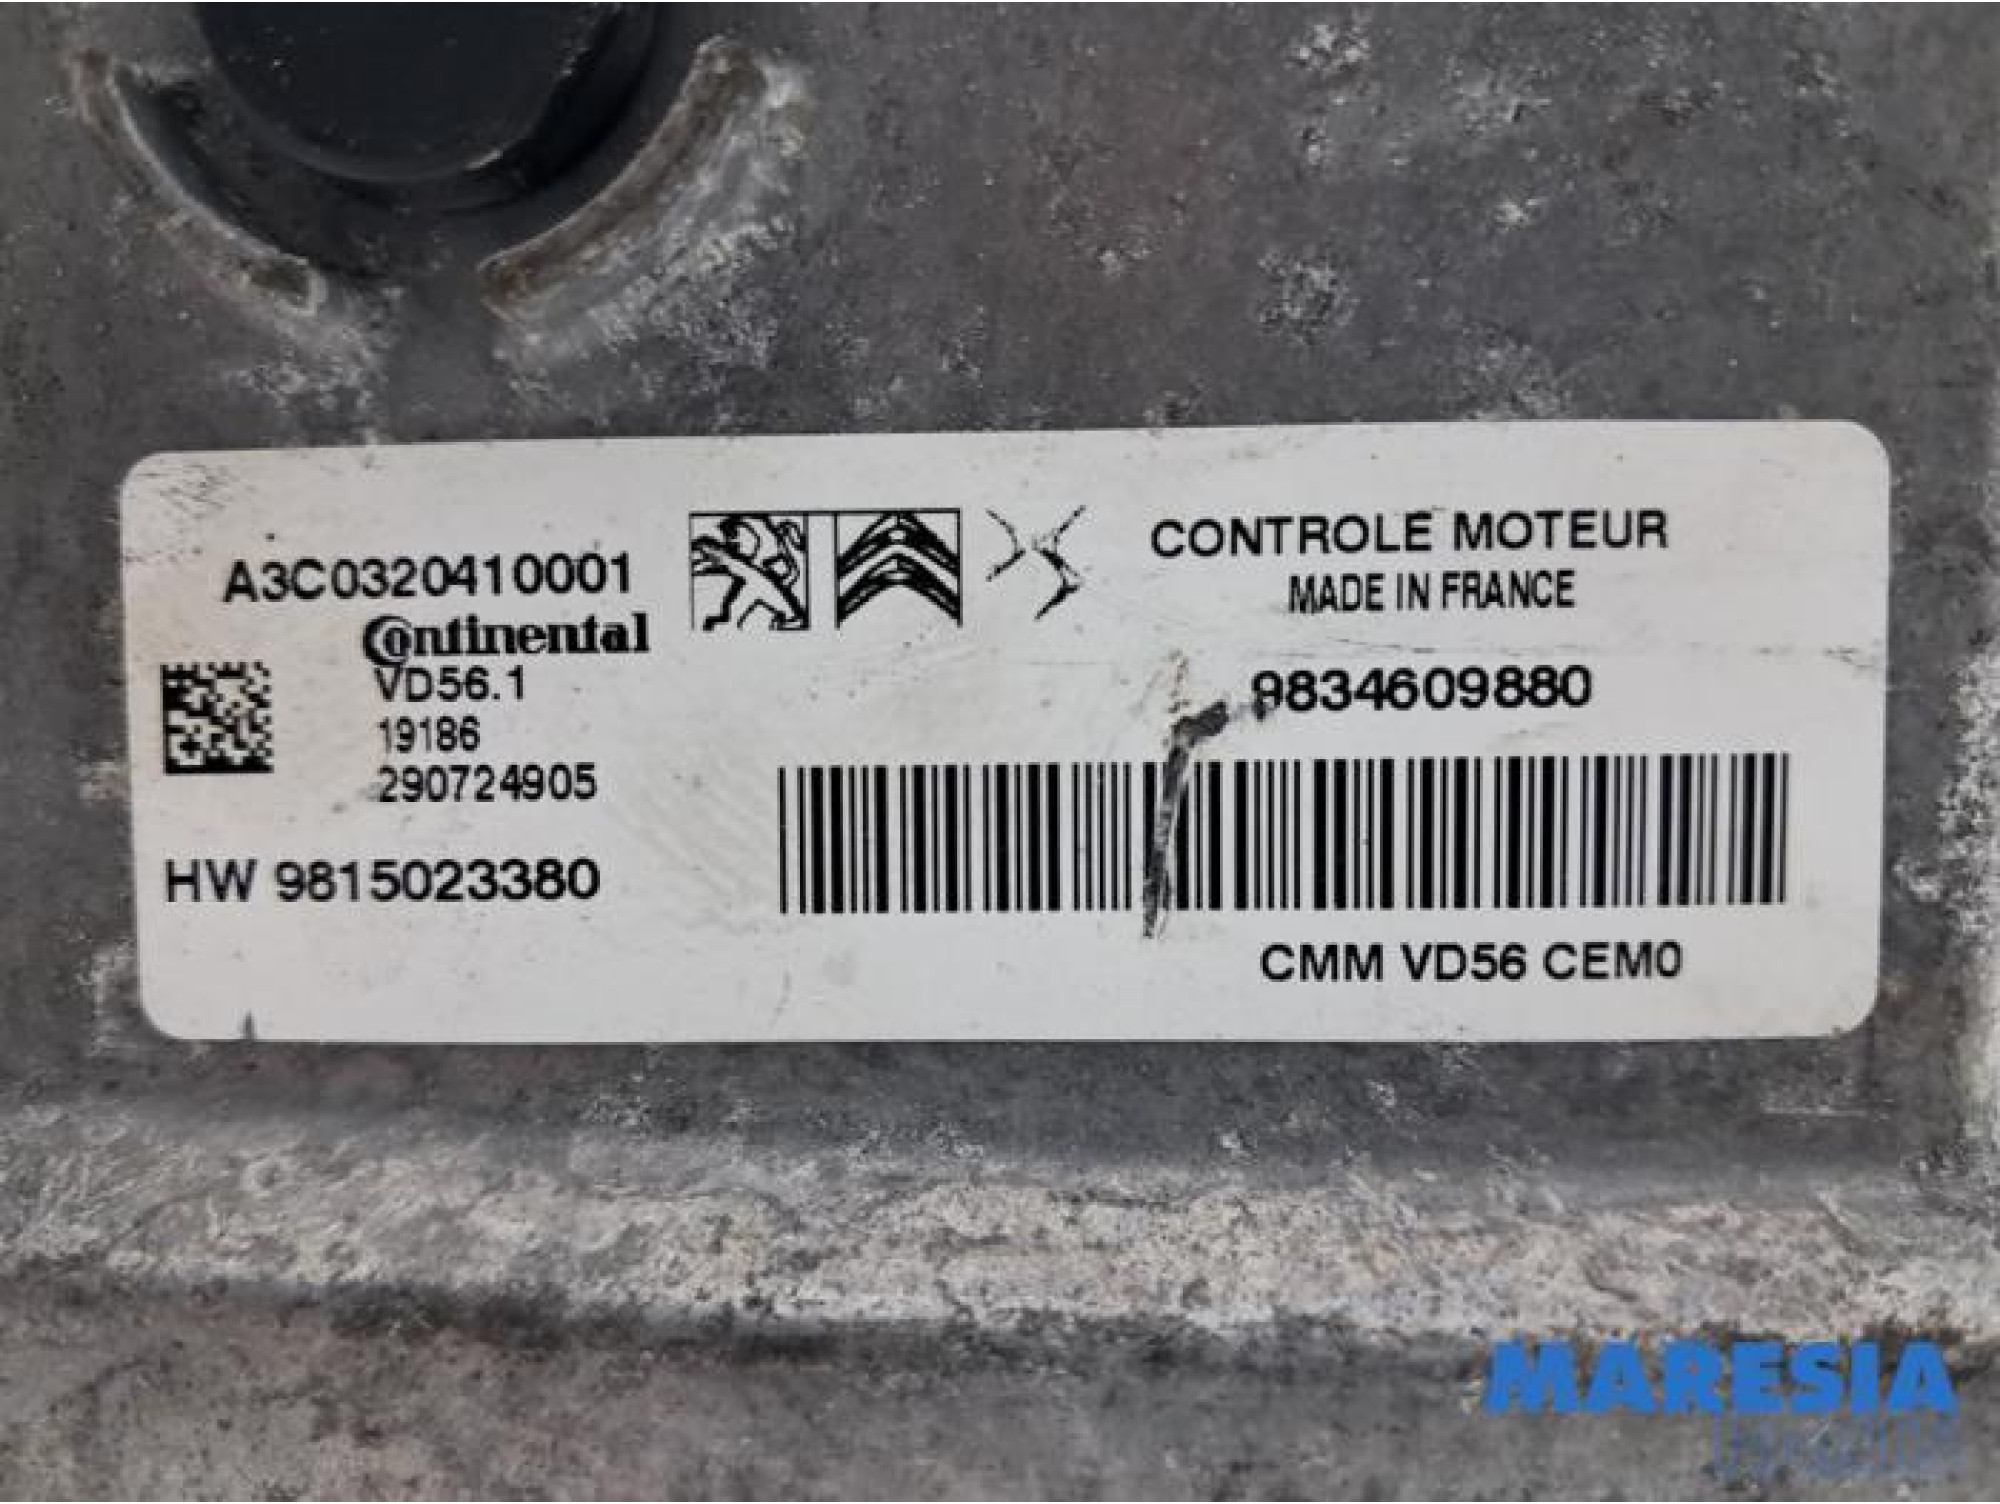 A3C0320410001
Continental
VD56.1
19186
290724905
HW 9815023380
CONTROLE MOTEUR
MADE IN FRANCE
9834609880
CMM VD56 CEM0
MARESIA